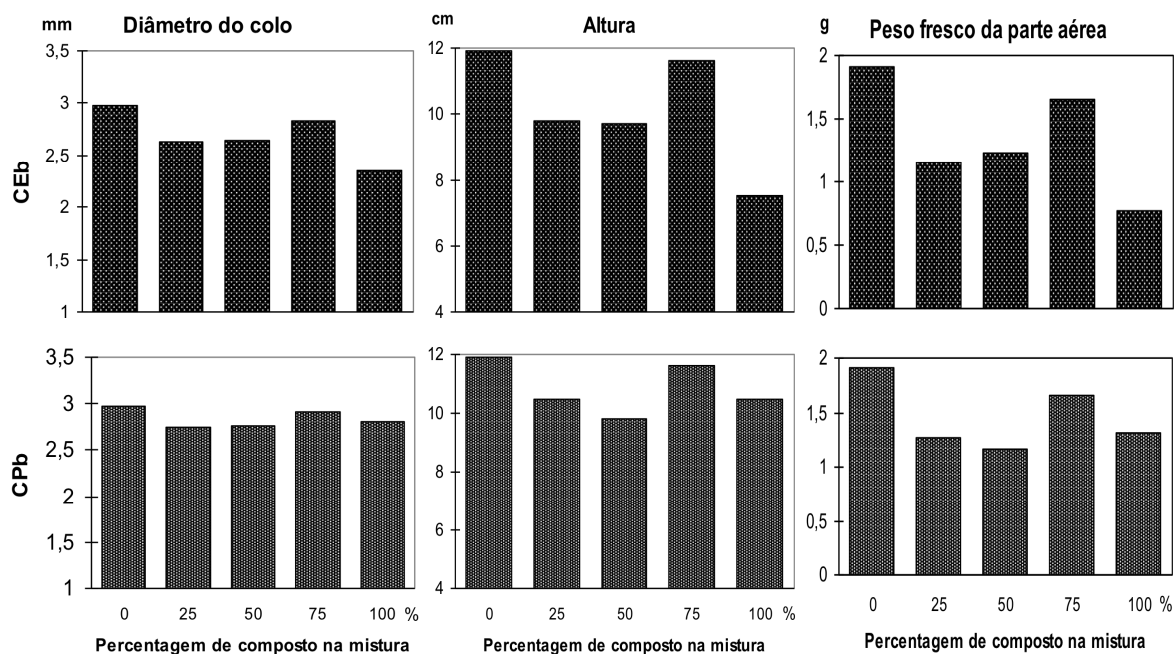 mm
Diâmetro do colo
cm
Altura
g
Peso fresco da parte aérea
CEb
3,5
3
2,5
2
1,5
1
12
10
8
6
4
2
1,5
1
0,5
0
CPb
3,5
3
2,5
2
1,5
1
12
10
8
6
4
2
1,5
1
0,5
0
0 25 50 75 100 %
0 25 50 75 100 %
0 25 50 75 100 %
Percentagem de composto na mistura
Percentagem de composto na mistura
Percentagem de composto na mistura